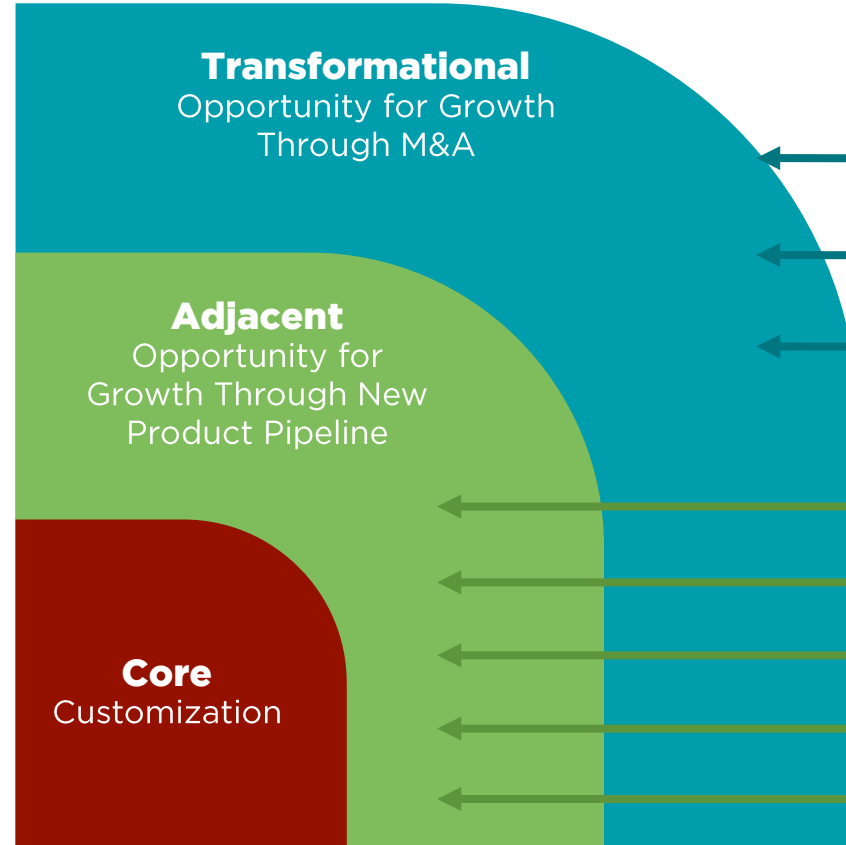 Transformational
Opportunity for Growth
Through M&A
Adjacent
Opportunity for
Growth Through New
Product Pipeline
Core
Customization